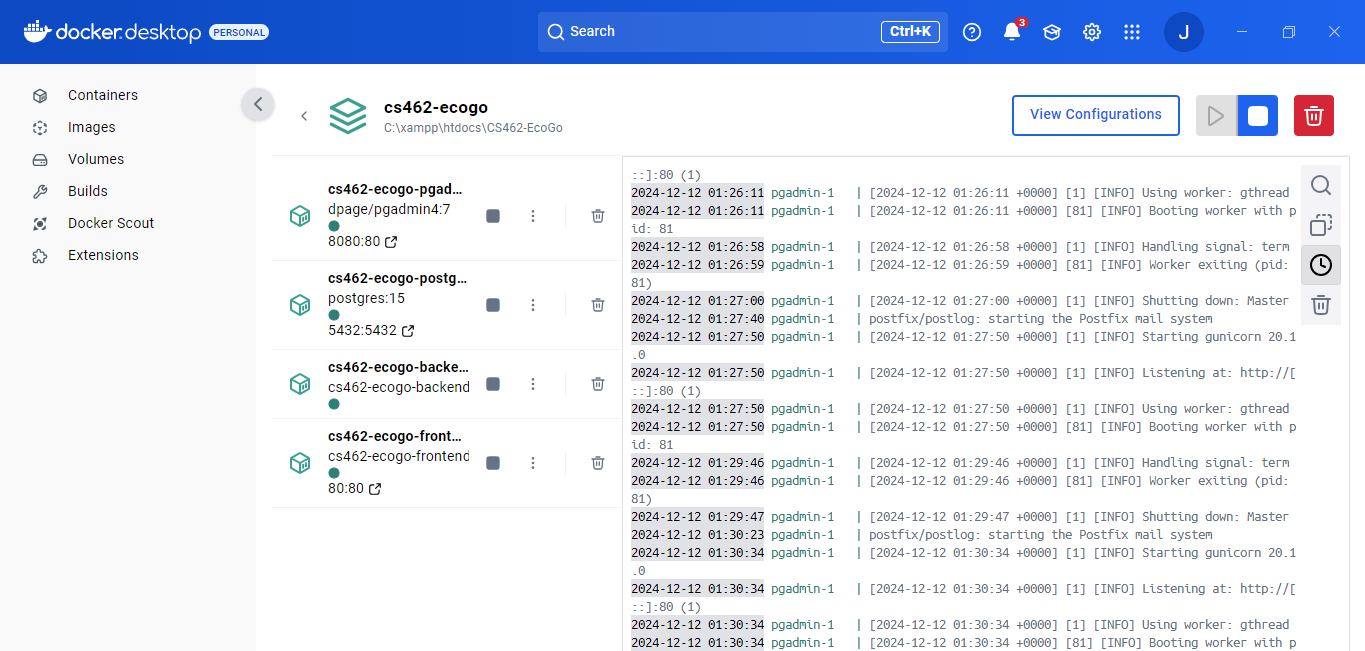 docker.desktop PERSONAL
Search
Ctrl+K
3
J
Containers
Images
Volumes
Builds
Docker Scout
Extensions
cs462-ecogo
C:\xampp\htdocs\CS462-EcoGo
View Configurations
cs462-ecogo-pgad...
dpage/pgadmin4:7
8080:80
cs462-ecogo-postg...
postgres:15
5432:5432
cs462-ecogo-backe...
cs462-ecogo-backend
cs462-ecogo-front...
cs462-ecogo-frontend
80:80
::]:80 (1)
2024-12-12 01:26:11 pgadmin-1 | [2024-12-12 01:26:11 +0000] [1] [INFO] Using worker: gthread
2024-12-12 01:26:11 pgadmin-1 | [2024-12-12 01:26:11 +0000] [81] [INFO] Booting worker with p
id: 81
2024-12-12 01:26:58 pgadmin-1 | [2024-12-12 01:26:58 +0000] [1] [INFO] Handling signal: term
2024-12-12 01:26:59 pgadmin-1 | [2024-12-12 01:26:59 +0000] [81] [INFO] Worker exiting (pid:
81)
2024-12-12 01:27:00 pgadmin-1 | [2024-12-12 01:27:00 +0000] [1] [INFO] Shutting down: Master
2024-12-12 01:27:40 pgadmin-1 | postfix/postlog: starting the Postfix mail system
2024-12-12 01:27:50 pgadmin-1 | [2024-12-12 01:27:50 +0000] [1] [INFO] Starting gunicorn 20.1
.0
2024-12-12 01:27:50 pgadmin-1 | [2024-12-12 01:27:50 +0000] [1] [INFO] Listening at: http://[
::]:80 (1)
2024-12-12 01:27:50 pgadmin-1 | [2024-12-12 01:27:50 +0000] [1] [INFO] Using worker: gthread
2024-12-12 01:27:50 pgadmin-1 | [2024-12-12 01:27:50 +0000] [81] [INFO] Booting worker with p
id: 81
2024-12-12 01:29:46 pgadmin-1 | [2024-12-12 01:29:46 +0000] [1] [INFO] Handling signal: term
2024-12-12 01:29:46 pgadmin-1 | [2024-12-12 01:29:46 +0000] [81] [INFO] Worker exiting (pid:
81)
2024-12-12 01:29:47 pgadmin-1 | [2024-12-12 01:29:47 +0000] [1] [INFO] Shutting down: Master
2024-12-12 01:30:23 pgadmin-1 | postfix/postlog: starting the Postfix mail system
2024-12-12 01:30:34 pgadmin-1 | [2024-12-12 01:30:34 +0000] [1] [INFO] Starting gunicorn 20.1
.0
2024-12-12 01:30:34 pgadmin-1 | [2024-12-12 01:30:34 +0000] [1] [INFO] Listening at: http://[
::]:80 (1)
2024-12-12 01:30:34 pgadmin-1 | [2024-12-12 01:30:34 +0000] [1] [INFO] Using worker: gthread
2024-12-12 01:30:34 pgadmin-1 | [2024-12-12 01:30:34 +0000] [81] [INFO] Booting worker with p